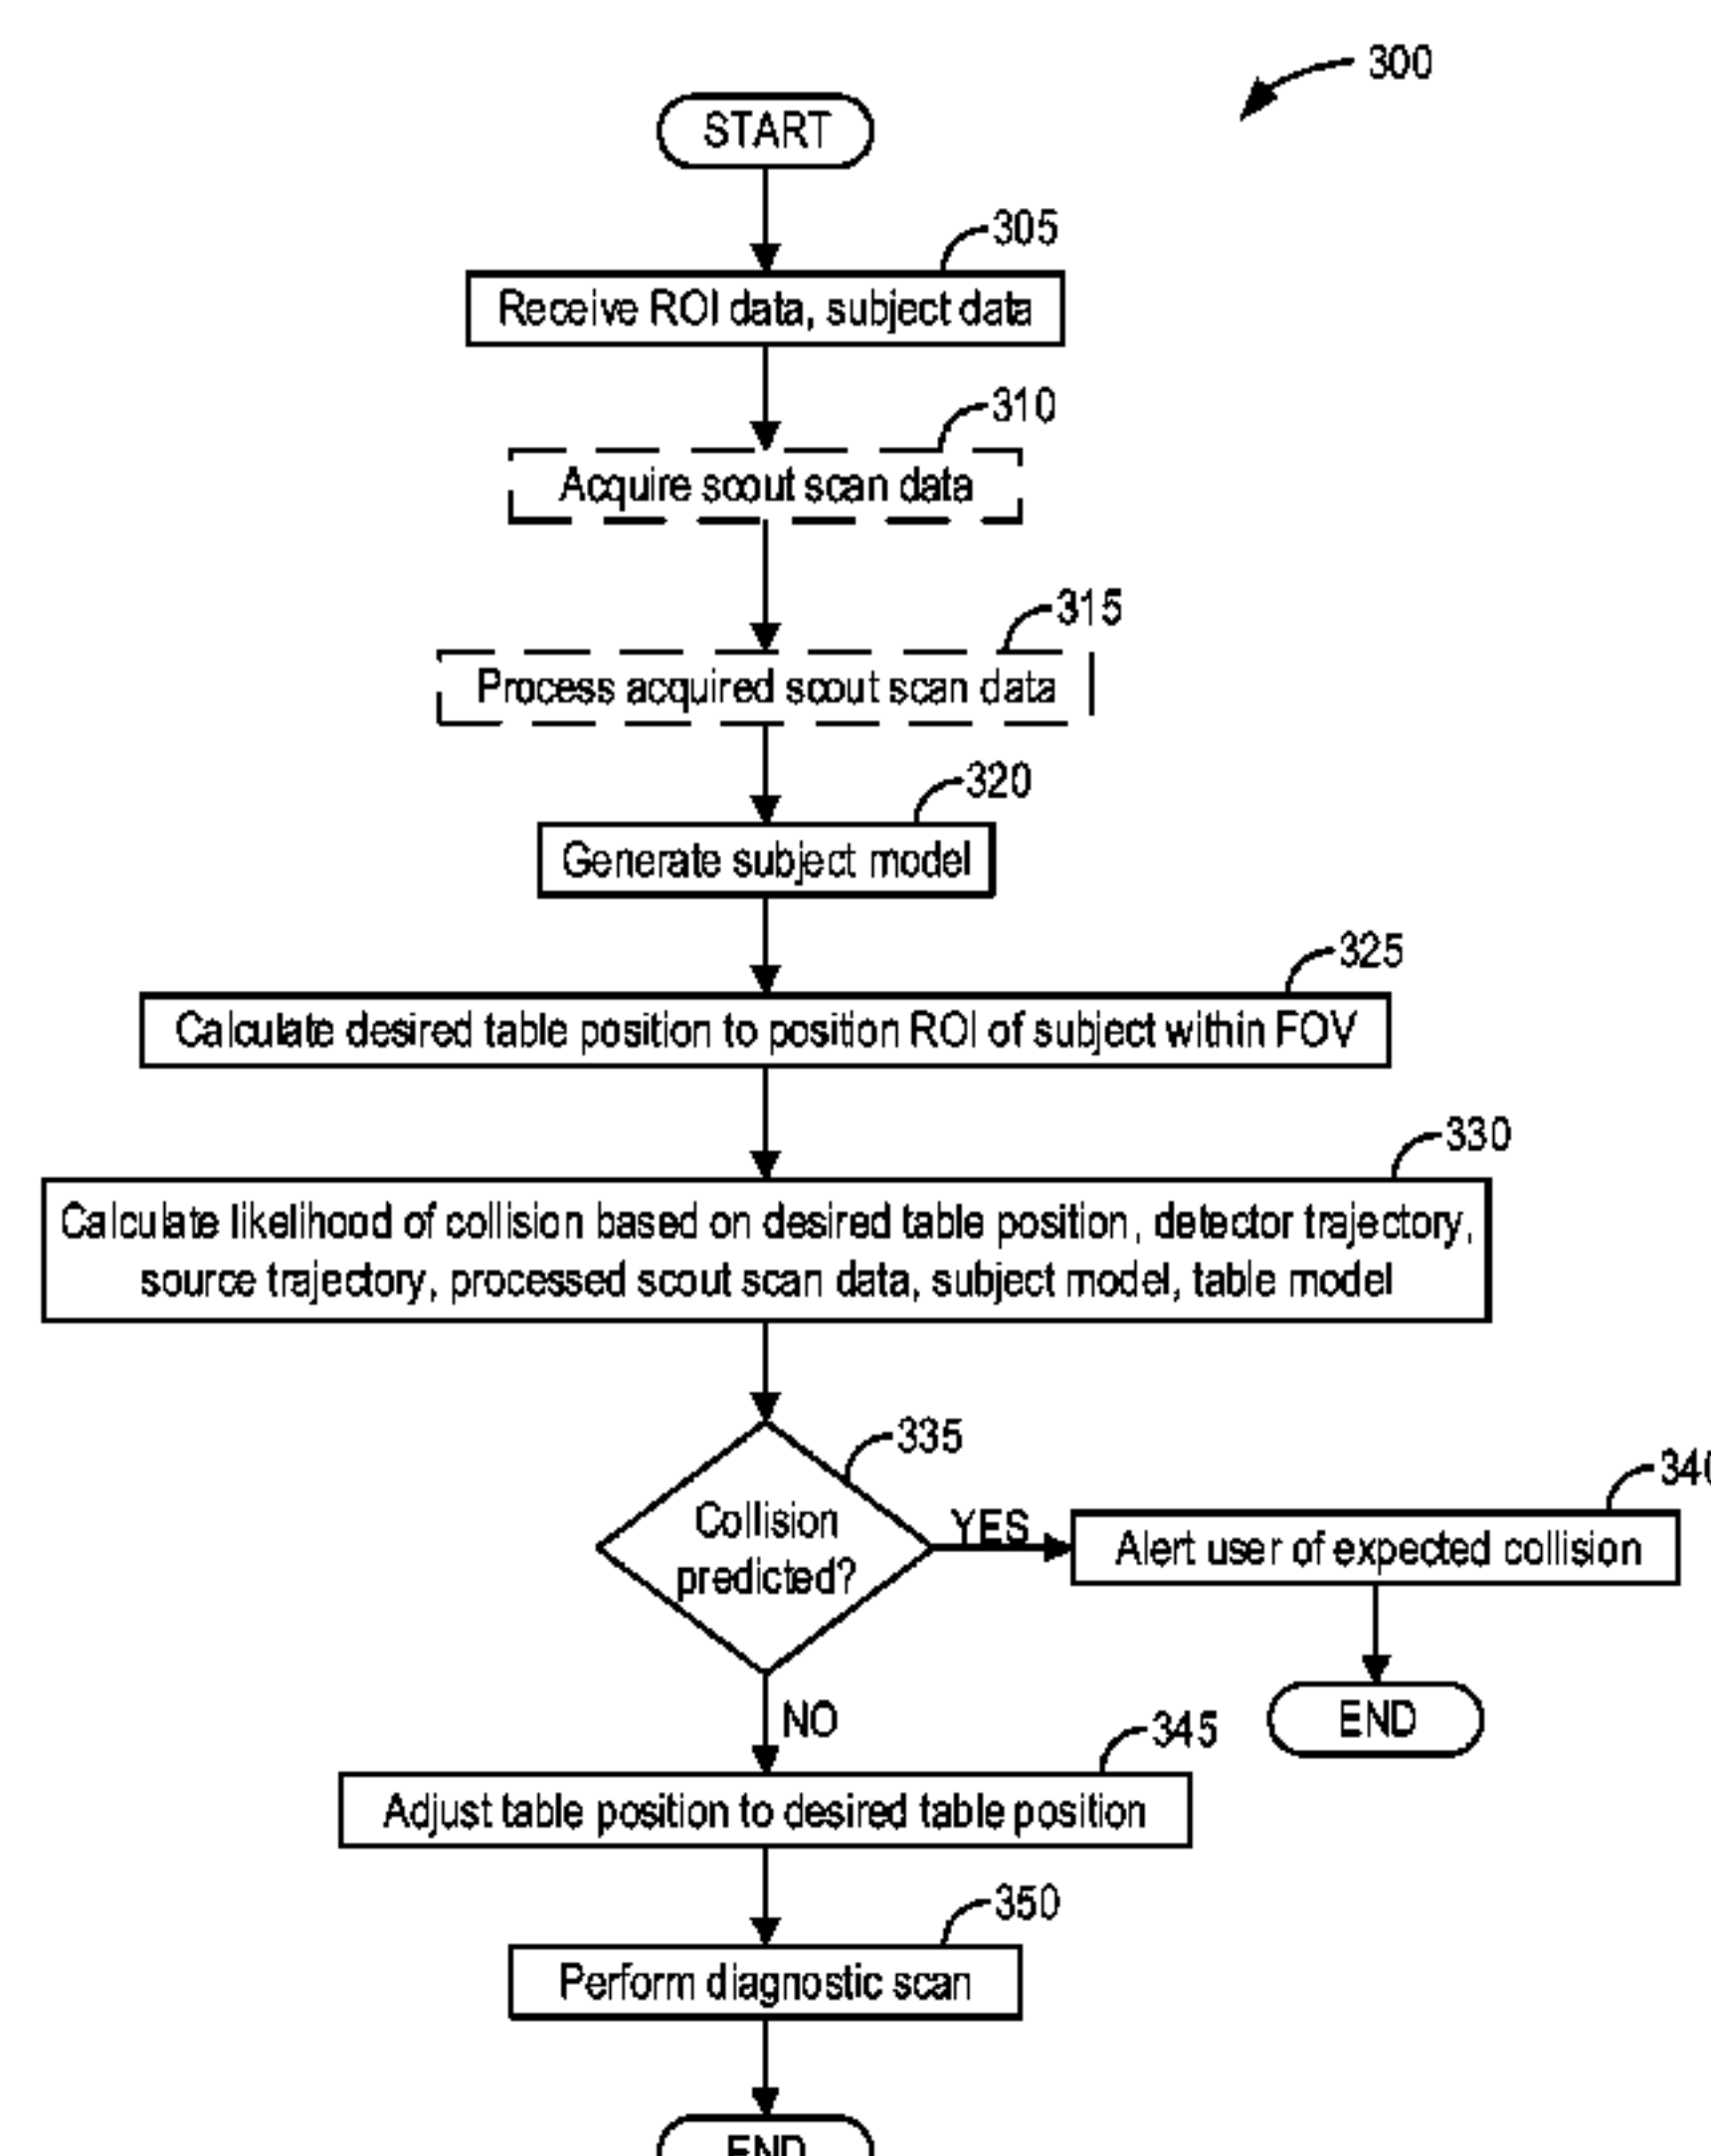 300
START
305
Receive ROI data, subject data
310
Acquire scout scan data
315
Process acquired scout scan data
320
Generate subject model
325
Calculate desired table position to position ROI of subject within FOV
330
Calculate likelihood of collision based on desired table position, detector trajectory,
source trajectory, processed scout scan data, subject model, table model
335
Collision
predicted?
YES
340
Alert user of expected collision
END
NO
345
Adjust table position to desired table position
350
Perform diagnostic scan
END